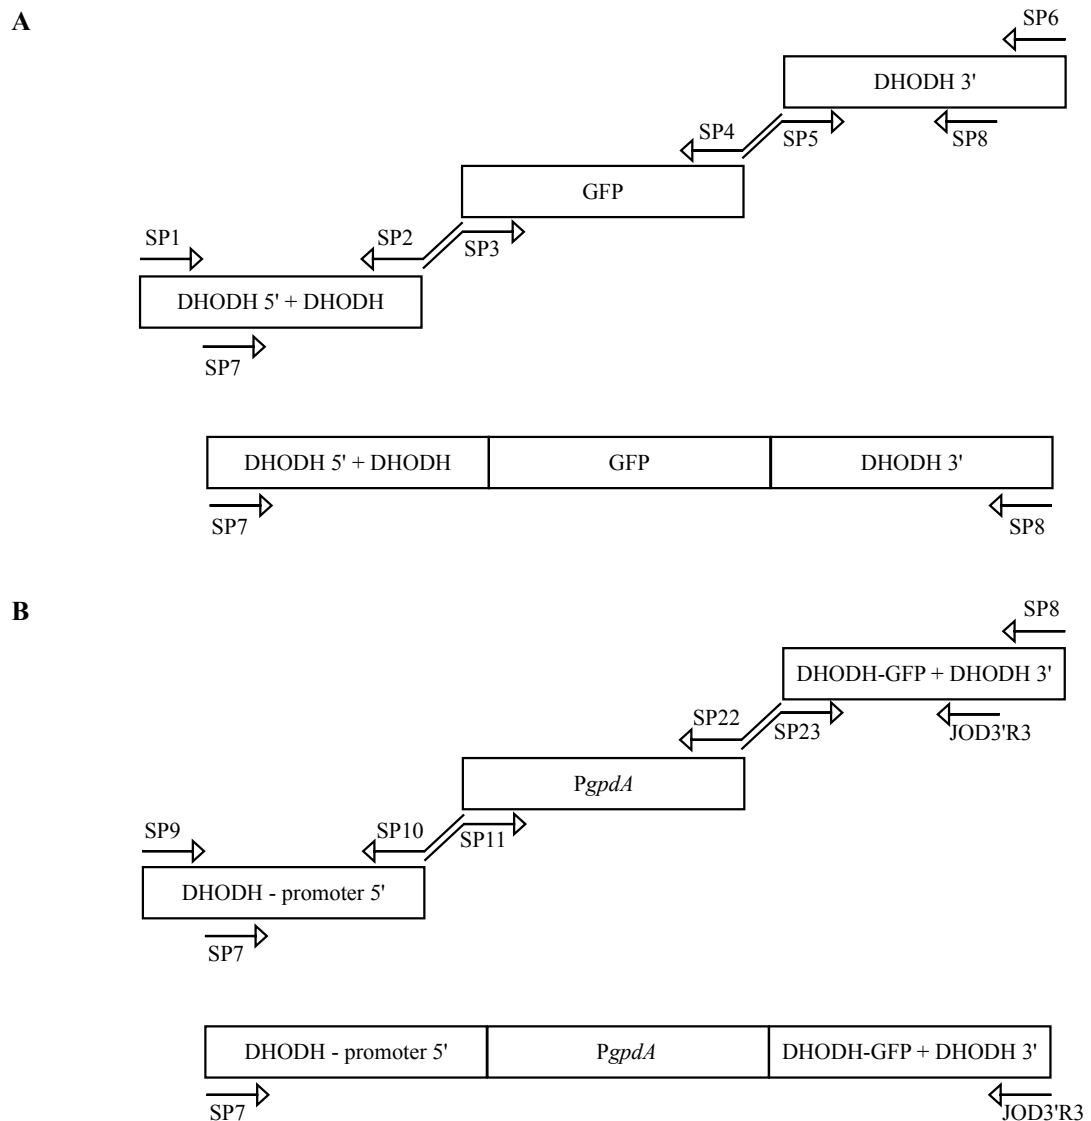 A
SP6
DHODH 3'
SP4
SP5
SP8
GFP
SP1
SP2
SP3
DHODH 5' + DHODH
SP7
DHODH 5' + DHODH GFP DHODH 3'
SP7 SP8
B
SP8
DHODH-GFP + DHODH 3'
SP22
SP23
JOD3'R3
PgpdA
SP9
SP10
SP11
DHODH - promoter 5'
SP7
DHODH - promoter 5' PgpdA DHODH-GFP + DHODH 3'
SP7 JOD3'R3